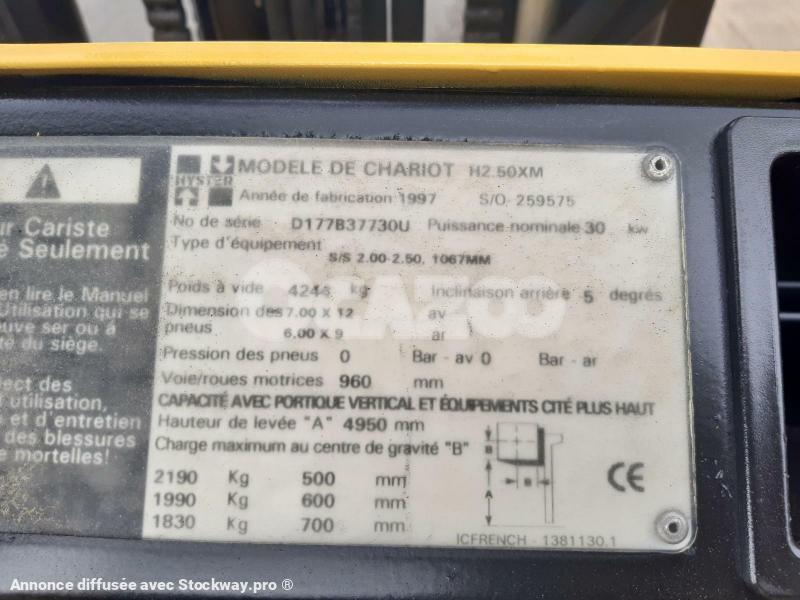 HYSTER MODELE DE CHARIOT H2.50XM
Année de fabrication 1997 S/O 259575
No de série D177B37730U Puissance nominale 30 kw
Type d'équipement
S/S 2.00-2.50, 1067MM
Poids à vide kg Inclinaison arrière 5 degrés
Dimension des 7.00 X 12 av
pneus 6.00 X 9 ar
Pression des pneus 0 Bar - av 0 Bar - ar
Voie/roues motrices 960 mm
CAPACITÉ AVEC PORTIQUE VERTICAL ET ÉQUIPEMENTS CITÉ PLUS HAUT
Hauteur de levée "A" 4950 mm
Charge maximum au centre de gravité "B"
2190 Kg 500 mm
1990 Kg 600 mm
1830 Kg 700 mm
B
B
A
CE
ICFRENCH - 1381130.1
ur Cariste
e Seulement
en lire le Manuel
Utilisation qui se
ouve ser ou à
té du siège.
ect des
utilisation,
et d'entretien
des blessures
mortelles!
GAZOO
Annonce diffusée avec Stockway.pro ®